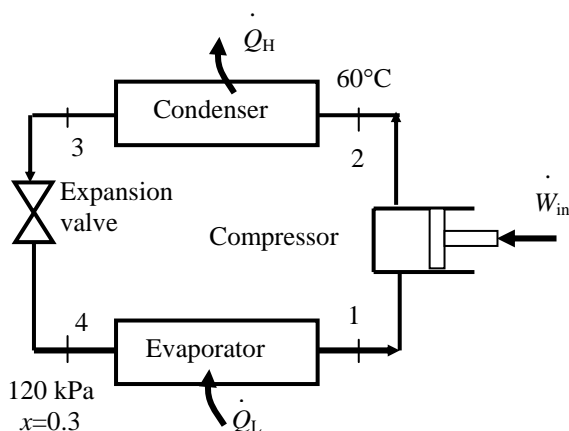 Q̇H
60°C
Condenser
3
2
Expansion
valve
Compressor
Ẇin
4
1
Evaporator
120 kPa
x=0.3
Q̇L